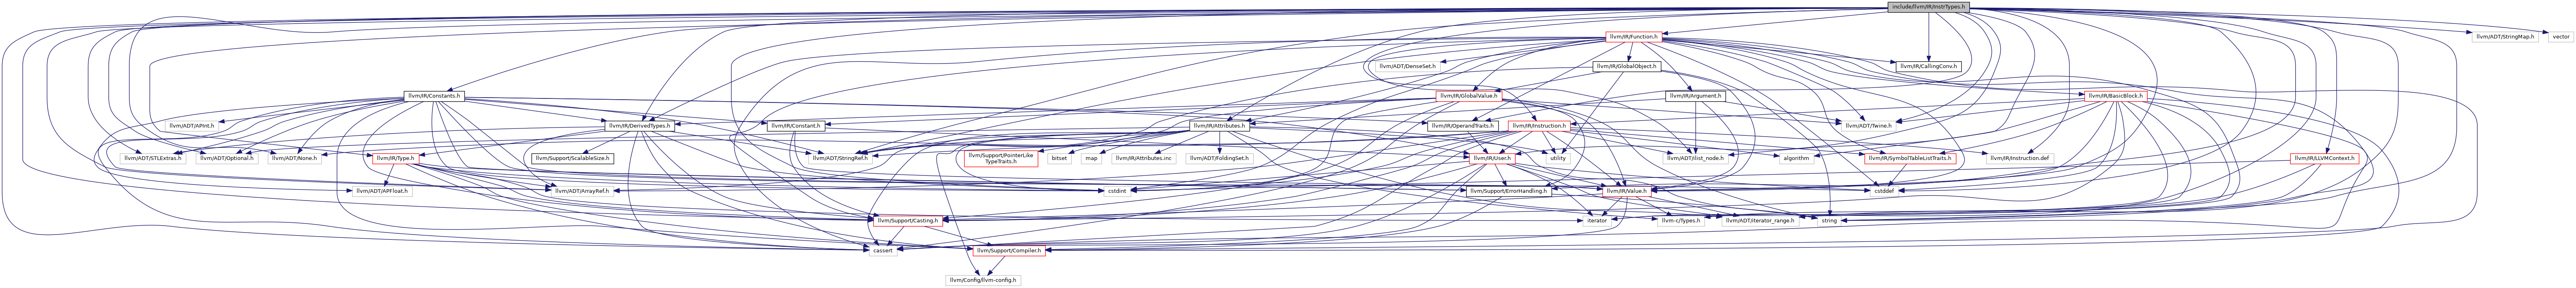 include/llvm/IR/InstrTypes.h
llvm/IR/Function.h
llvm/ADT/StringMap.h
vector
llvm/ADT/DenseSet.h
llvm/IR/GlobalObject.h
llvm/IR/CallingConv.h
llvm/IR/Constants.h
llvm/IR/GlobalValue.h
llvm/IR/Argument.h
llvm/IR/BasicBlock.h
llvm/ADT/APInt.h
llvm/IR/DerivedTypes.h
llvm/IR/Constant.h
llvm/IR/Attributes.h
llvm/IR/OperandTraits.h
llvm/IR/Instruction.h
llvm/ADT/Twine.h
llvm/ADT/STLExtras.h
llvm/ADT/Optional.h
llvm/ADT/None.h
llvm/IR/Type.h
llvm/Support/ScalableSize.h
llvm/ADT/StringRef.h
llvm/Support/PointerLike
TypeTraits.h
bitset
map
llvm/IR/Attributes.inc
llvm/ADT/FoldingSet.h
llvm/IR/User.h
utility
llvm/ADT/ilist_node.h
algorithm
llvm/IR/SymbolTableListTraits.h
llvm/IR/Instruction.def
llvm/IR/LLVMContext.h
llvm/ADT/APFloat.h
llvm/ADT/ArrayRef.h
cstdint
llvm/Support/ErrorHandling.h
llvm/IR/Value.h
cstddef
llvm/Support/Casting.h
iterator
llvm-c/Types.h
llvm/ADT/iterator_range.h
string
cassert
llvm/Support/Compiler.h
llvm/Config/llvm-config.h